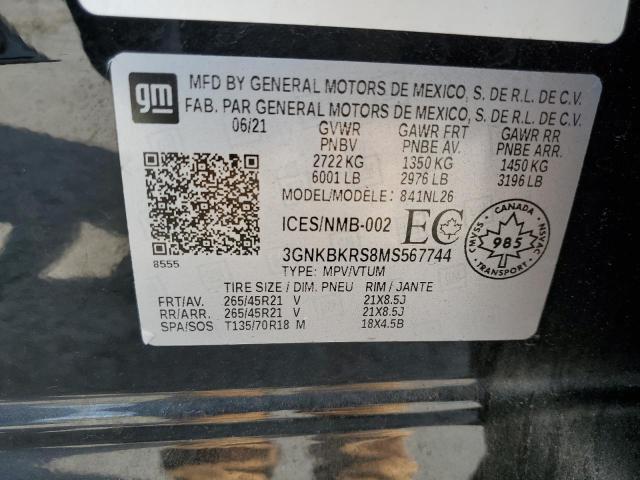 gm
MFD BY GENERAL MOTORS DE MEXICO, S. DE R.L. DE C.V.
FAB. PAR GENERAL MOTORS DE MEXICO, S. DE R.L. DE C.V.
06/21 GVWR GAWR FRT GAWR RR
PNBV PNBE AV. PNBE ARR.
2722 KG 1350 KG 1450 KG
6001 LB 2976 LB 3196 LB
MODEL/MODÈLE: 841NL26
ICES/NMB-002 EC
CANADA
CMVSS 985 NSVAC
3GNKBKRS8MS567744
8555
TYPE: MPV/VTUM
TIRE SIZE / DIM. PNEU RIM / JANTE
FRT/AV. 265/45R21 V 21X8.5J
RR/ARR. 265/45R21 V 21X8.5J
SPA/SOS T135/70R18 M 18X4.5B